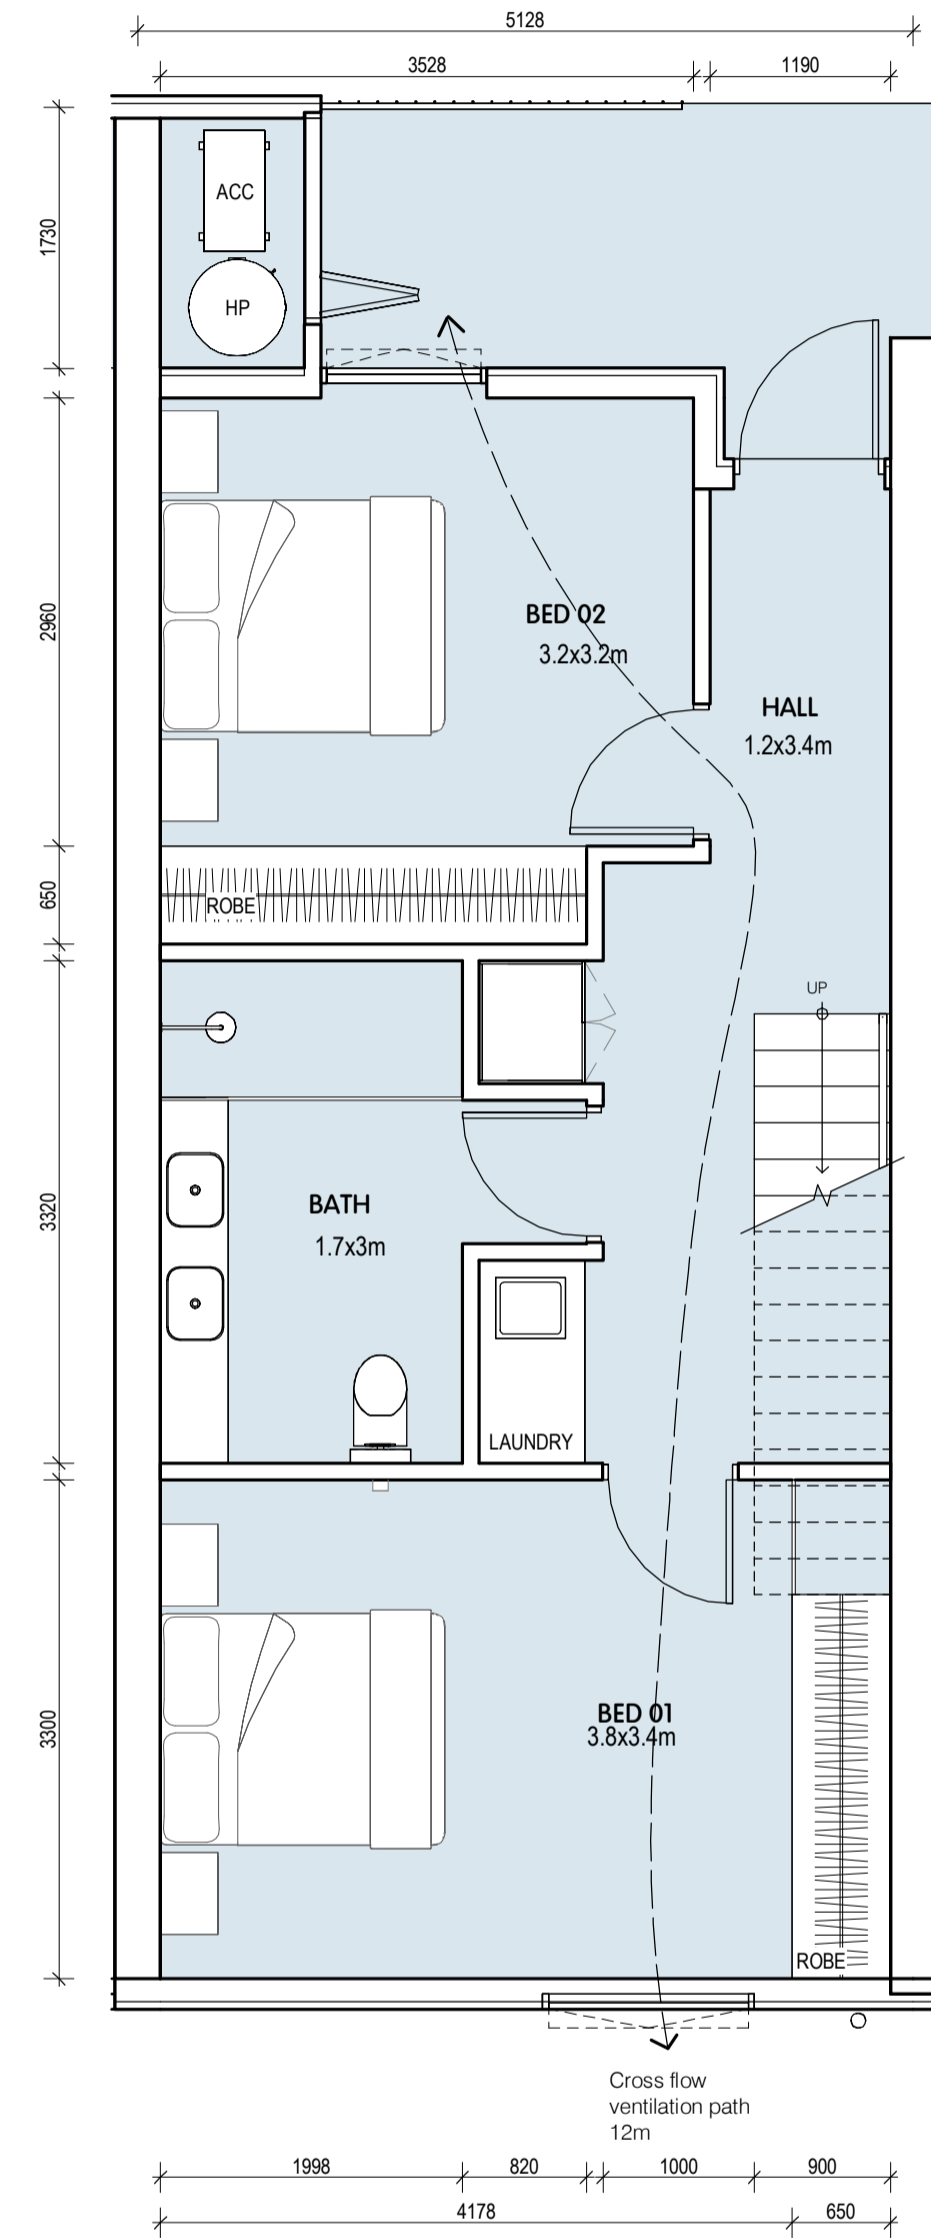 5128
3528
1190
1730
ACC
HP
2960
BED 02
3.2x3.2m
HALL
1.2x3.4m
650
ROBE
UP
3320
BATH
1.7x3m
LAUNDRY
3300
BED 01
3.8x3.4m
ROBE
Cross flow
ventilation path
12m
1998
820
1000
900
4178
650